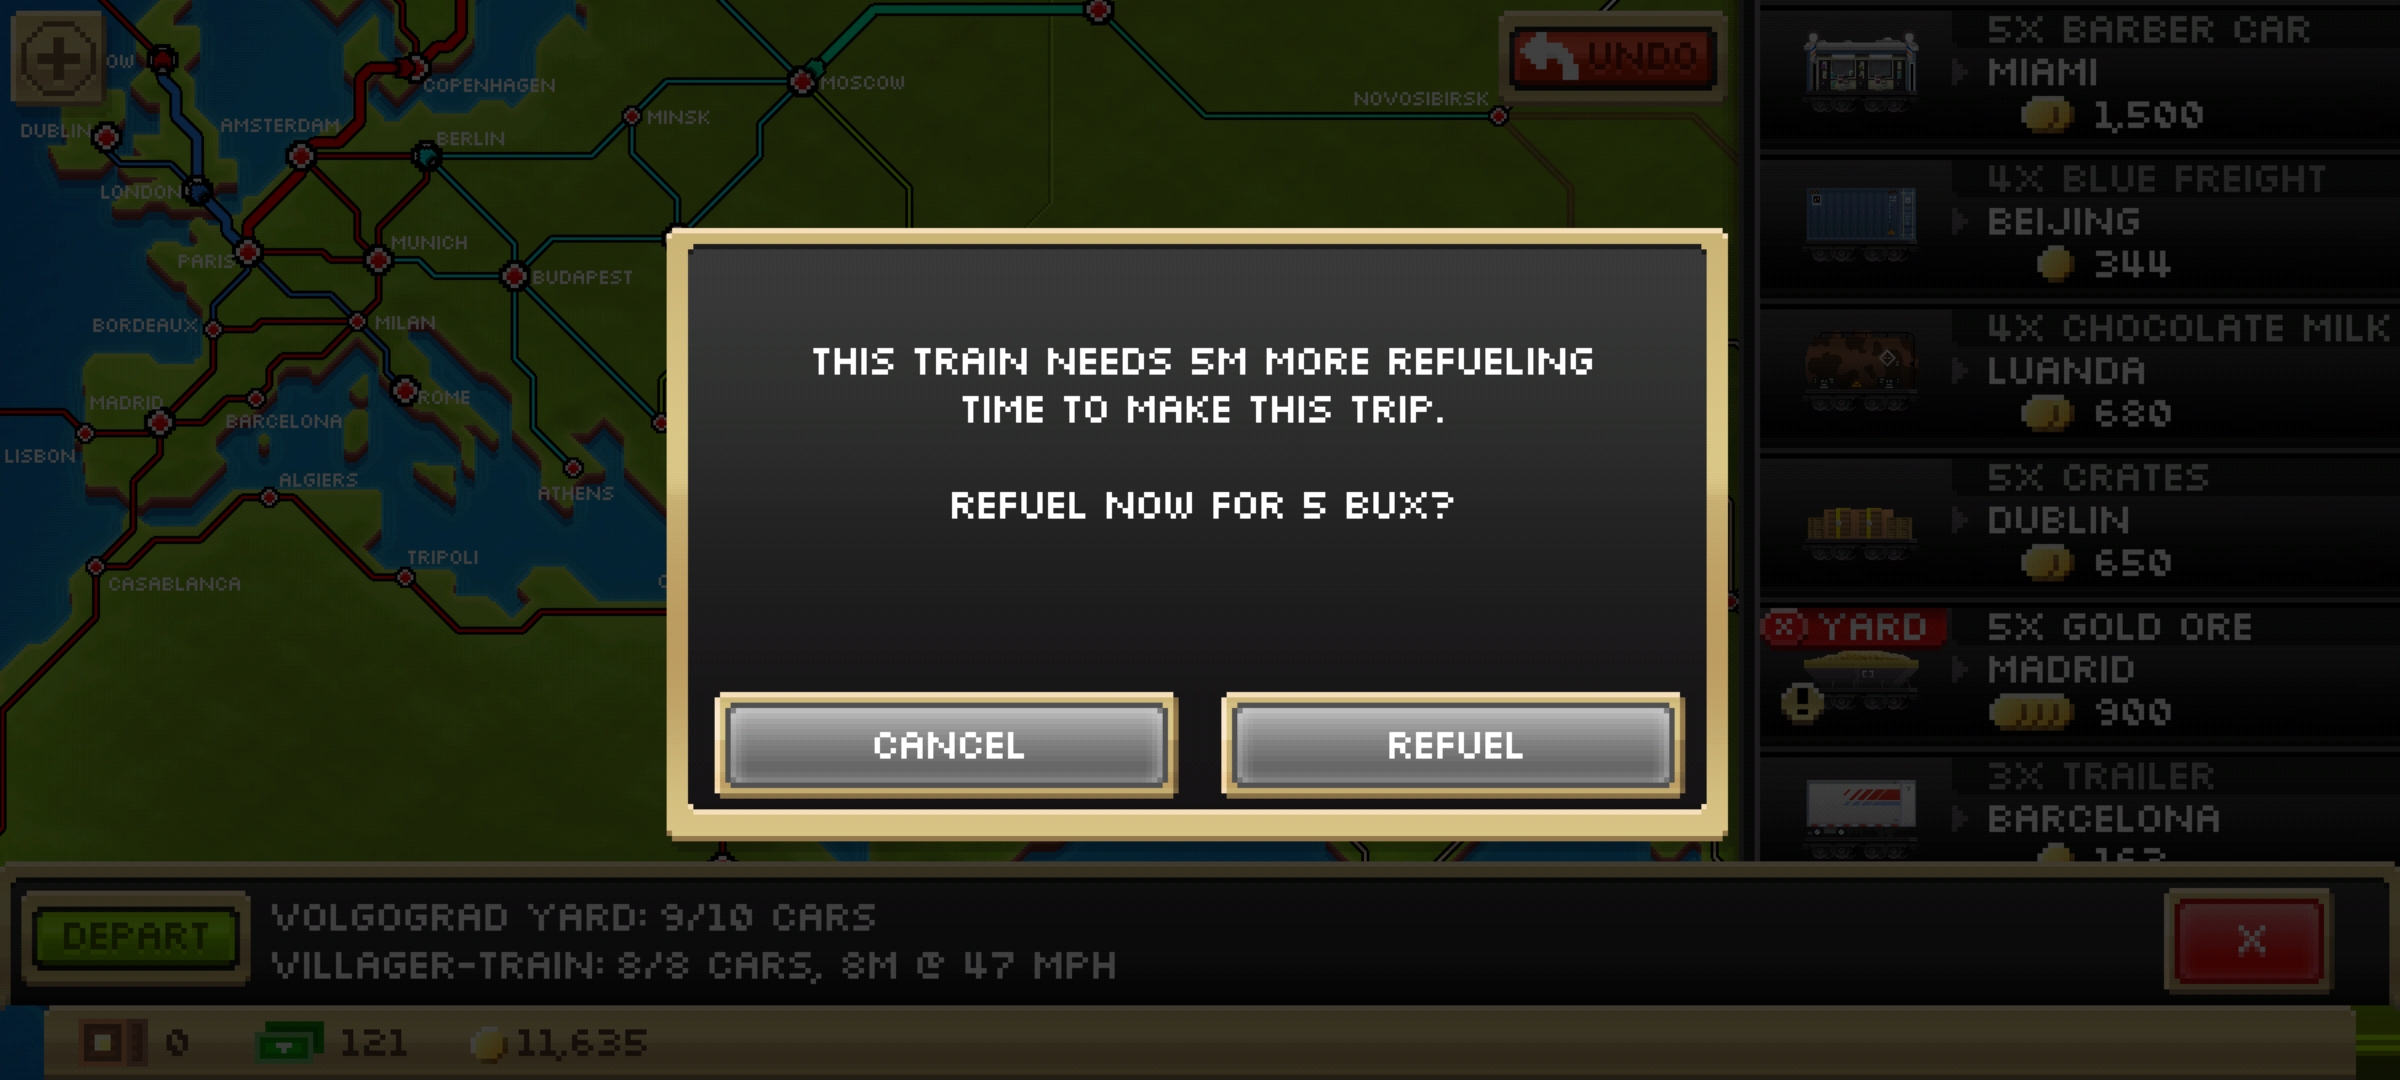 OW
DUBLIN
LONDON
AMSTERDAM
COPENHAGEN
BERLIN
MINSK
MOSCOW
NOVOSIBIRSK
PARIS
MUNICH
BUDAPEST
BORDEAUX
MILAN
MADRID
BARCELONA
ROME
LISBON
ALGIERS
ATHENS
TRIPOLI
CASABLANCA
UNDO
THIS TRAIN NEEDS 5M MORE REFUELING
TIME TO MAKE THIS TRIP.
REFUEL NOW FOR 5 BUX?
CANCEL
REFUEL
5X BARBER CAR
MIAMI
1,500
4X BLUE FREIGHT
BEIJING
344
4X CHOCOLATE MILK
LUANDA
680
5X CRATES
DUBLIN
650
YARD
5X GOLD ORE
MADRID
900
3X TRAILER
BARCELONA
DEPART
VOLGOGRAD YARD: 9/10 CARS
VILLAGER-TRAIN: 8/8 CARS, 8M @ 47 MPH
X
0
121
11,635